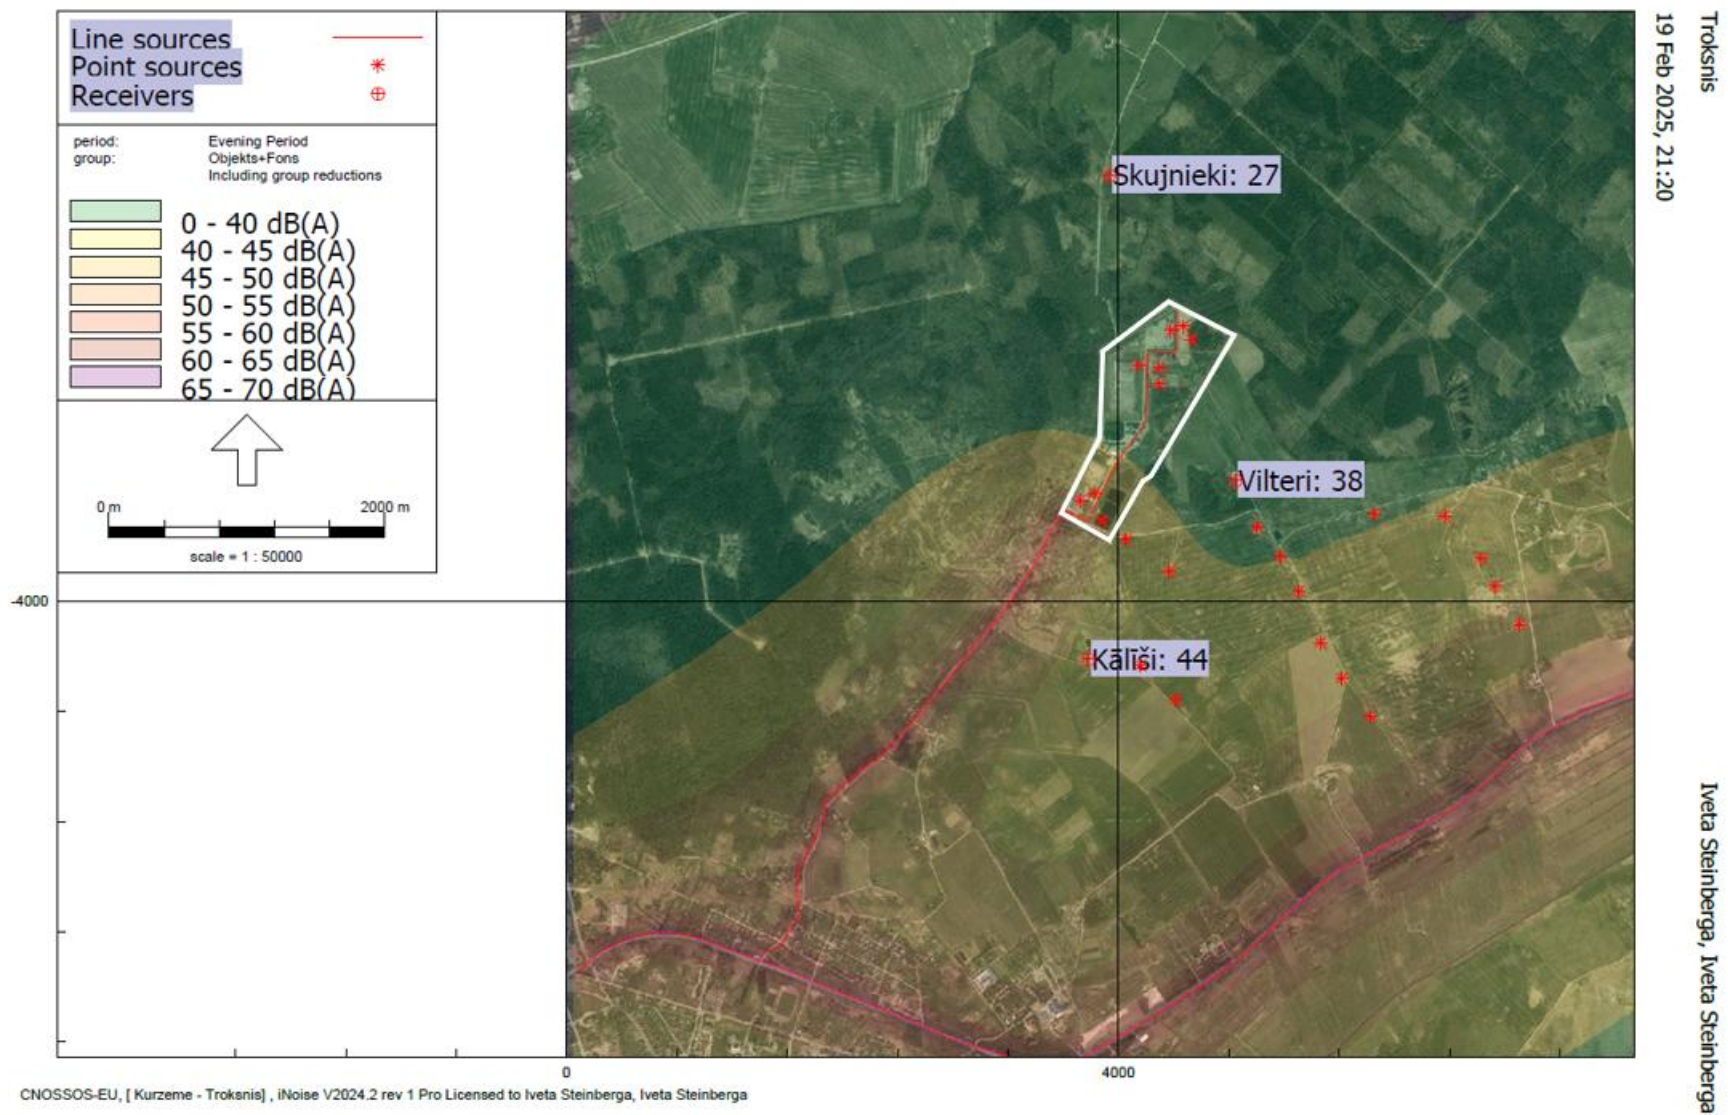 Line sources
Point sources
Receivers
period: Evening Period
group: Objekts+Fons
Including group reductions
0 - 40 dB(A)
40 - 45 dB(A)
45 - 50 dB(A)
50 - 55 dB(A)
55 - 60 dB(A)
60 - 65 dB(A)
65 - 70 dB(A)
0 m 2000 m
scale = 1 : 50000
Skujnieki: 27
Vilteri: 38
Kālīši: 44
-4000
0 4000
Troksnis
19 Feb 2025, 21:20
Iveta Steinberga, Iveta Steinberga
CNOSSOS-EU, [ Kurzeme - Troksnis] , iNoise V2024.2 rev 1 Pro Licensed to Iveta Steinberga, Iveta Steinberga